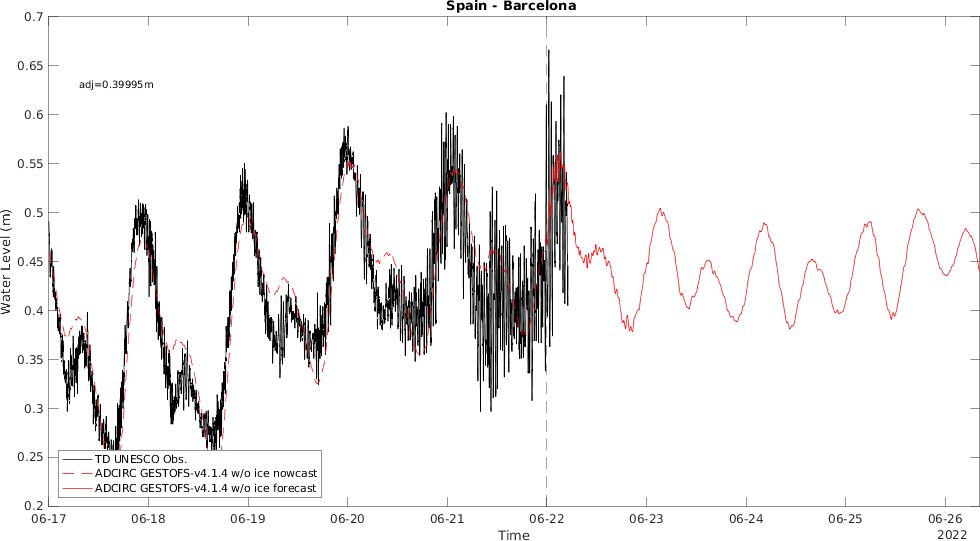 Spain - Barcelona
adj=0.39995m
Water Level (m)
0.7
0.65
0.6
0.55
0.5
0.45
0.4
0.35
0.3
0.25
0.2
TD UNESCO Obs.
ADCIRC GESTOFS-v4.1.4 w/o ice nowcast
ADCIRC GESTOFS-v4.1.4 w/o ice forecast
06-17 06-18 06-19 06-20 06-21 06-22 06-23 06-24 06-25 06-26
Time
2022